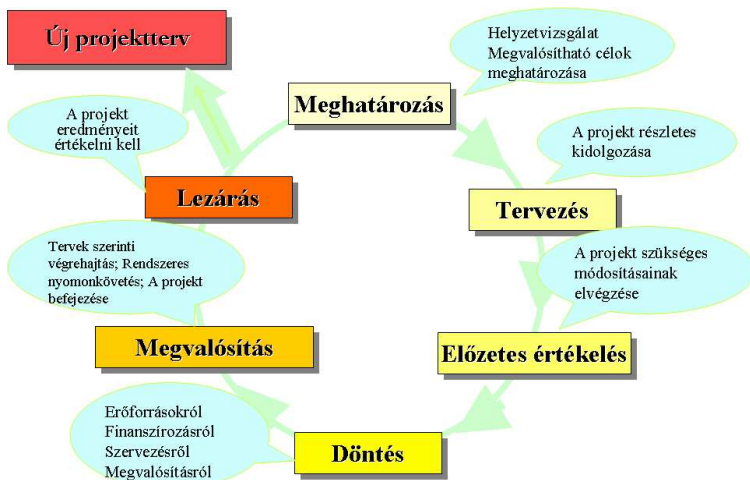 Új projektterv
Helyzetvizsgálat
Megvalósítható célok
meghatározása
Meghatározás
A projekt
eredményeit
értékelni kell
A projekt részletes
kidolgozása
Lezárás
Tervezés
Tervek szerinti
végrehajtás; Rendszeres
nyomonkövetés; A projekt
befejezése
A projekt szükséges
módosításainak
elvégzése
Megvalósítás
Előzetes értékelés
Erőforrásokról
Finanszírozásról
Szervezésről
Megvalósításról
Döntés